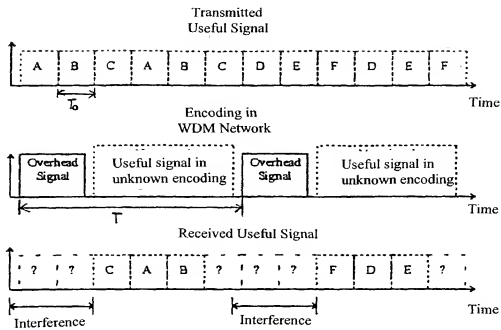 Transmitted
Useful Signal
A B C A B C D E F D E F
T₀
Time
Encoding in
WDM Network
Overhead
Signal
Useful signal in
unknown encoding
Overhead
Signal
Useful signal in
unknown encoding
T
Time
Received Useful Signal
? ? C A B ? ? ? F D E ?
Time
Interference
Interference